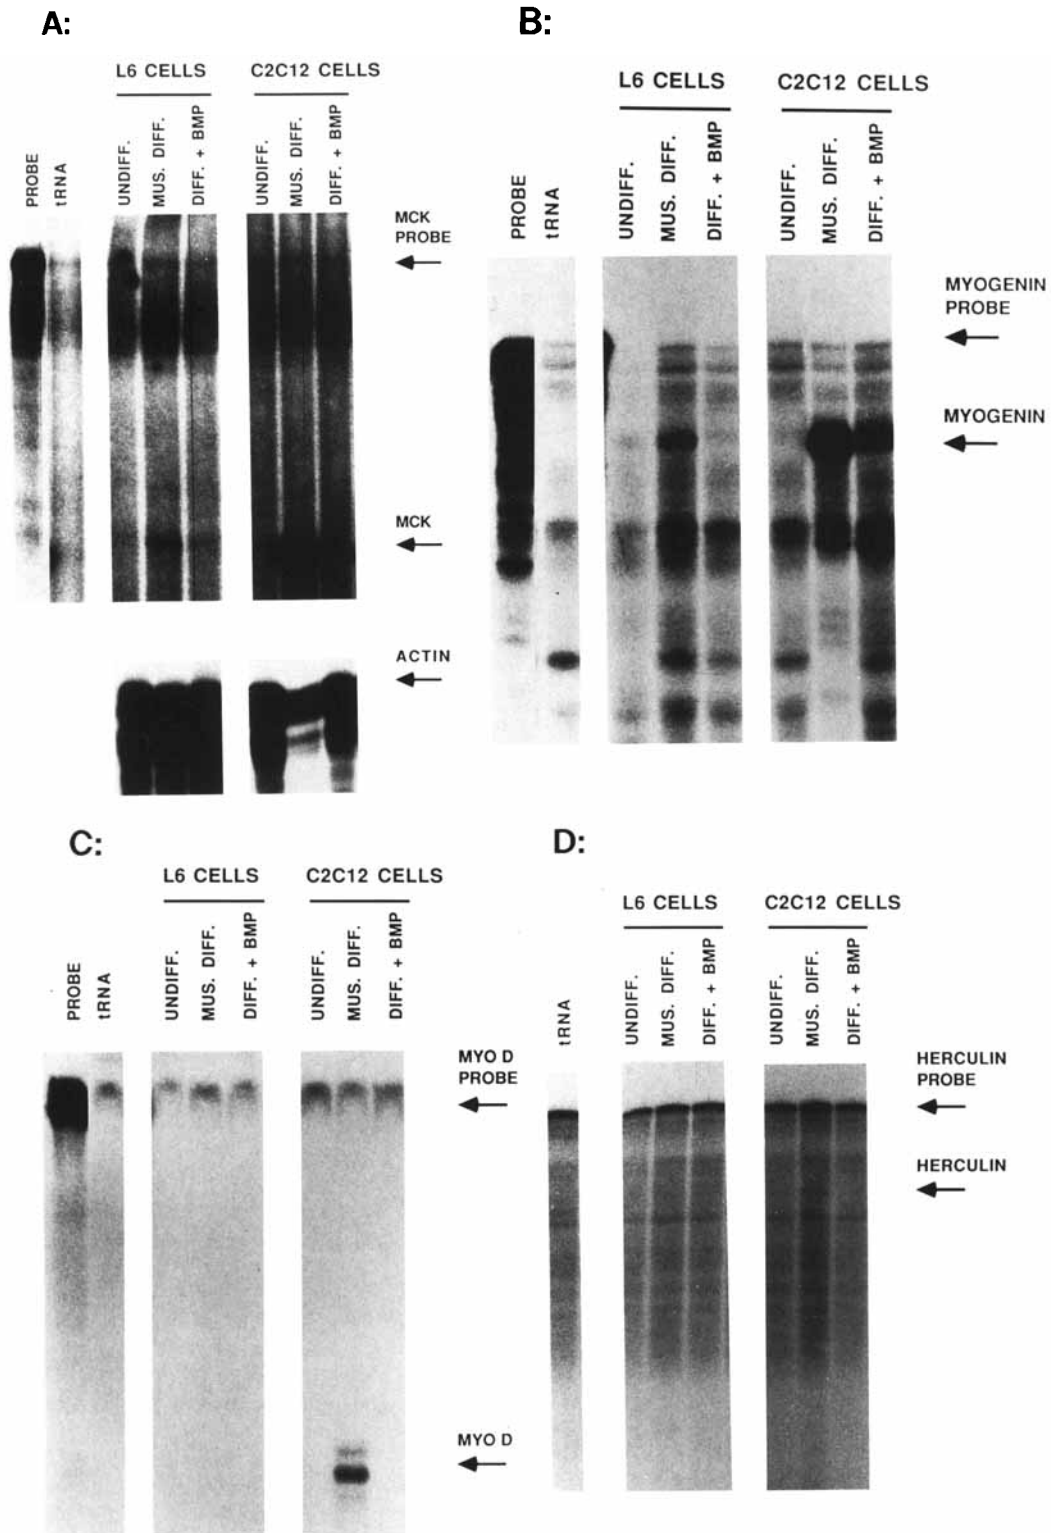 A:
L6 CELLS
C2C12 CELLS
PROBE
tRNA
UNDIFF.
MUS. DIFF.
DIFF. + BMP
UNDIFF.
MUS. DIFF.
DIFF. + BMP
MCK
PROBE
MCK
ACTIN
B:
L6 CELLS
C2C12 CELLS
PROBE
tRNA
UNDIFF.
MUS. DIFF.
DIFF. + BMP
UNDIFF.
MUS. DIFF.
DIFF. + BMP
MYOGENIN
PROBE
MYOGENIN
C:
L6 CELLS
C2C12 CELLS
PROBE
tRNA
UNDIFF.
MUS. DIFF.
DIFF. + BMP
UNDIFF.
MUS. DIFF.
DIFF. + BMP
MYO D
PROBE
MYO D
D:
L6 CELLS
C2C12 CELLS
tRNA
UNDIFF.
MUS. DIFF.
DIFF. + BMP
UNDIFF.
MUS. DIFF.
DIFF. + BMP
HERCULIN
PROBE
HERCULIN